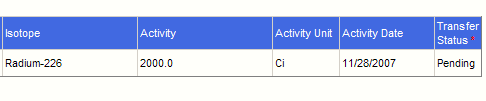 Isotope Activity Activity Unit Activity Date Transfer
Status *
Radium-226 2000.0 Ci 11/28/2007 Pending